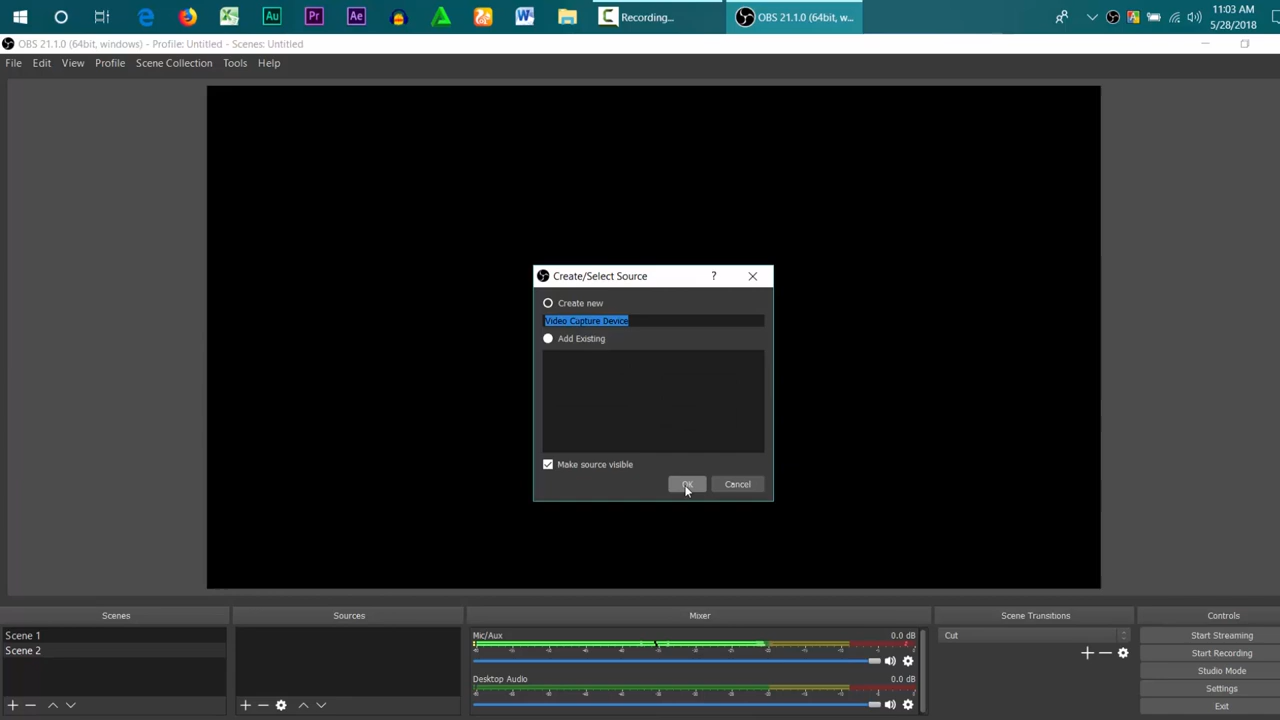 Recording...
OBS 21.1.0 (64bit, w...
11:03 AM
5/28/2018
OBS 21.1.0 (64bit, windows) - Profile: Untitled - Scenes: Untitled
File Edit View Profile Scene Collection Tools Help
Create/Select Source ?
Create new
Video Capture Device
Add Existing
Make source visible
OK Cancel
Scenes Sources Mixer Scene Transitions Controls
Scene 1
Scene 2
Mic/Aux 0.0 dB
Desktop Audio 0.0 dB
Cut
Start Streaming
Start Recording
Studio Mode
Settings
Exit